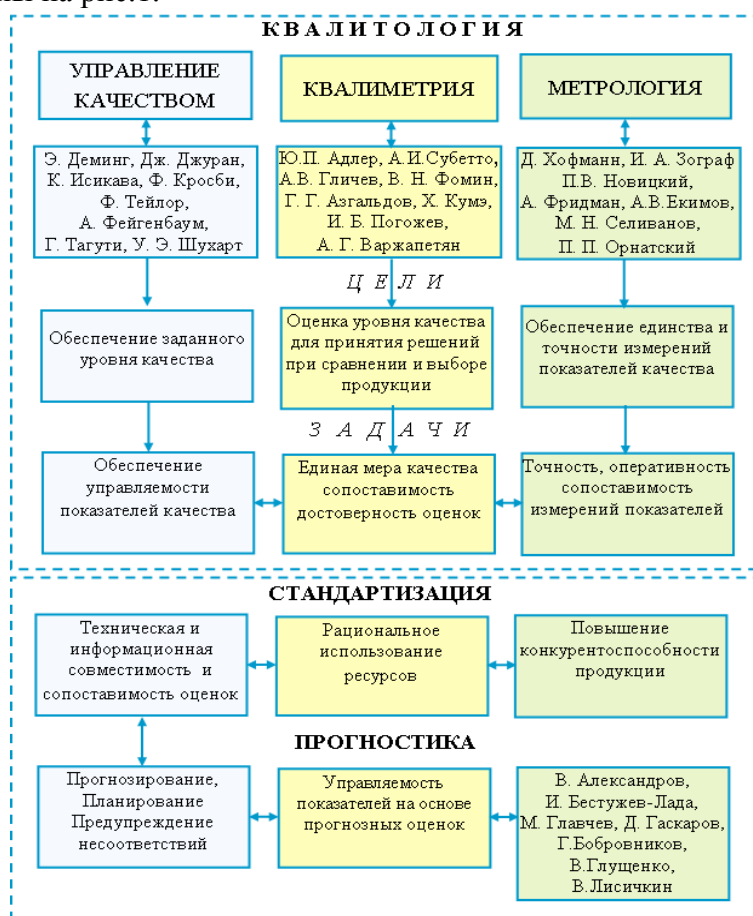 на рис.1.
КВАЛИТОЛОГИЯ
УПРАВЛЕНИЕ
КАЧЕСТВОМ
КВАЛИМЕТРИЯ
МЕТРОЛОГИЯ
Э. Деминг, Дж. Джуран,
К. Исикава, Ф. Кросби,
Ф. Тейлор,
А. Фейгенбаум,
Г. Тагути, У. Э. Шухарт
Ю.П. Адлер, А.И.Субетто,
А.В. Гличев, В. Н. Фомин,
Г. Г. Азгальдов, Х. Кумэ,
И. Б. Погожев,
А. Г. Варжапетян
Д. Хофманн, И. А. Зограф
П.В. Новицкий,
А. Фридман, А.В.Екимов,
М. Н. Селиванов,
П. П. Орнатский
ЦЕЛИ
Обеспечение заданного
уровня качества
Оценка уровня качества
для принятия решений
при сравнении и выборе
продукции
Обеспечение единства и
точности измерений
показателей качества
ЗАДАЧИ
Обеспечение
управляемости
показателей качества
Единая мера качества
сопоставимость
достоверность оценок
Точность, оперативность
сопоставимость
измерений показателей
СТАНДАРТИЗАЦИЯ
Техническая и
информационная
совместимость и
сопоставимость оценок
Рациональное
использование
ресурсов
Повышение
конкурентоспособности
продукции
ПРОГНОСТИКА
Прогнозирование,
Планирование
Предупреждение
несоответствий
Управляемость
показателей на основе
прогнозных оценок
В. Александров,
И. Бестужев-Лада,
М. Главчев, Д. Гаскаров,
Г.Бобровников,
В.Глущенко,
В.Лисичкин